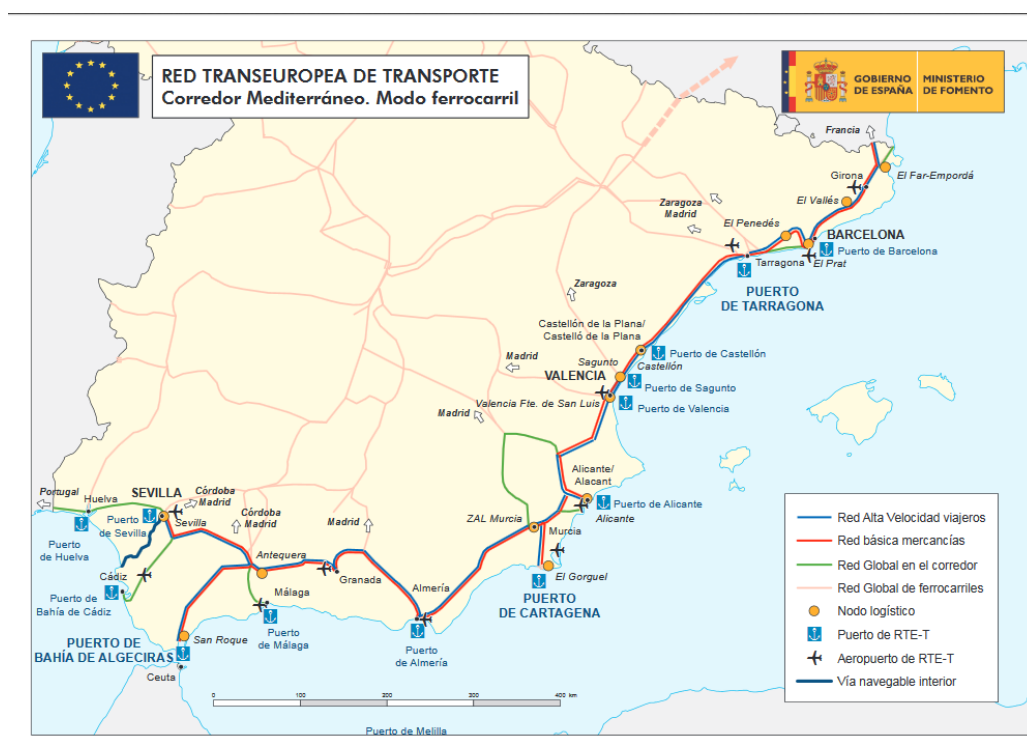 RED TRANSEUROPEA DE TRANSPORTE
Corredor Mediterráneo. Modo ferrocarril
GOBIERNO
DE ESPAÑA
MINISTERIO
DE FOMENTO
Francia
El Far-Empordá
Girona
El Vallés
Zaragoza
Madrid
El Penedés
BARCELONA
Puerto de Barcelona
Tarragona
El Prat
PUERTO
DE TARRAGONA
Zaragoza
Castellón de la Plana/
Castelló de la Plana
Puerto de Castellón
Sagunto
Castellón
Madrid
VALENCIA
Puerto de Sagunto
Valencia Fte. de San Luis
Puerto de Valencia
Madrid
Alicante/
Alacant
Puerto de Alicante
Alicante
ZAL Murcia
Murcia
El Gorguel
PUERTO
DE CARTAGENA
Portugal
Huelva
SEVILLA
Córdoba
Madrid
Puerto
de Sevilla
Sevilla
Córdoba
Madrid
Madrid
Puerto
de Huelva
Antequera
Granada
Cádiz
Málaga
Almería
Puerto de
Bahía de Cádiz
Puerto
de Málaga
San Roque
PUERTO DE
BAHÍA DE ALGECIRAS
Puerto
de Almería
Ceuta
0 100 200 300 400 km
Puerto de Melilla
Red Alta Velocidad viajeros
Red básica mercancías
Red Global en el corredor
Red Global de ferrocarriles
Nodo logístico
Puerto de RTE-T
Aeropuerto de RTE-T
Vía navegable interior